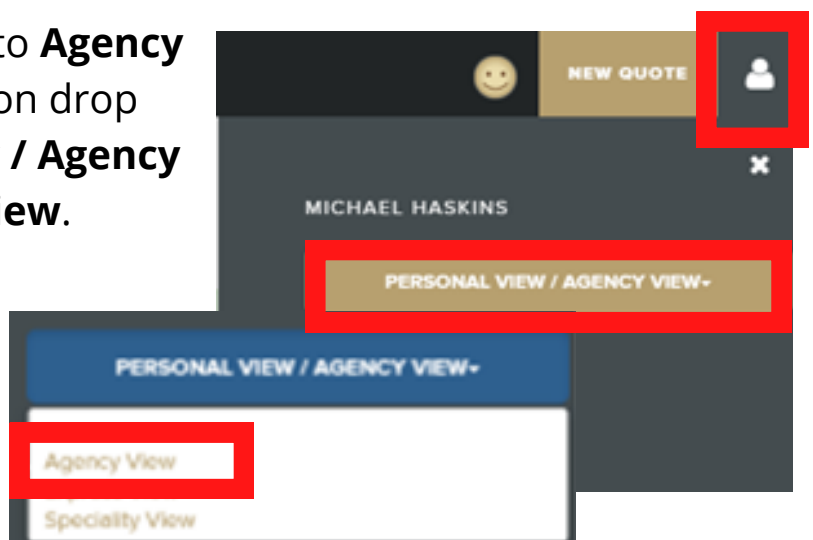 to Agency
on drop
/ Agency
iew.
NEW QUOTE
MICHAEL HASKINS
PERSONAL VIEW / AGENCY VIEW
PERSONAL VIEW / AGENCY VIEW
Agency View
Speciality View